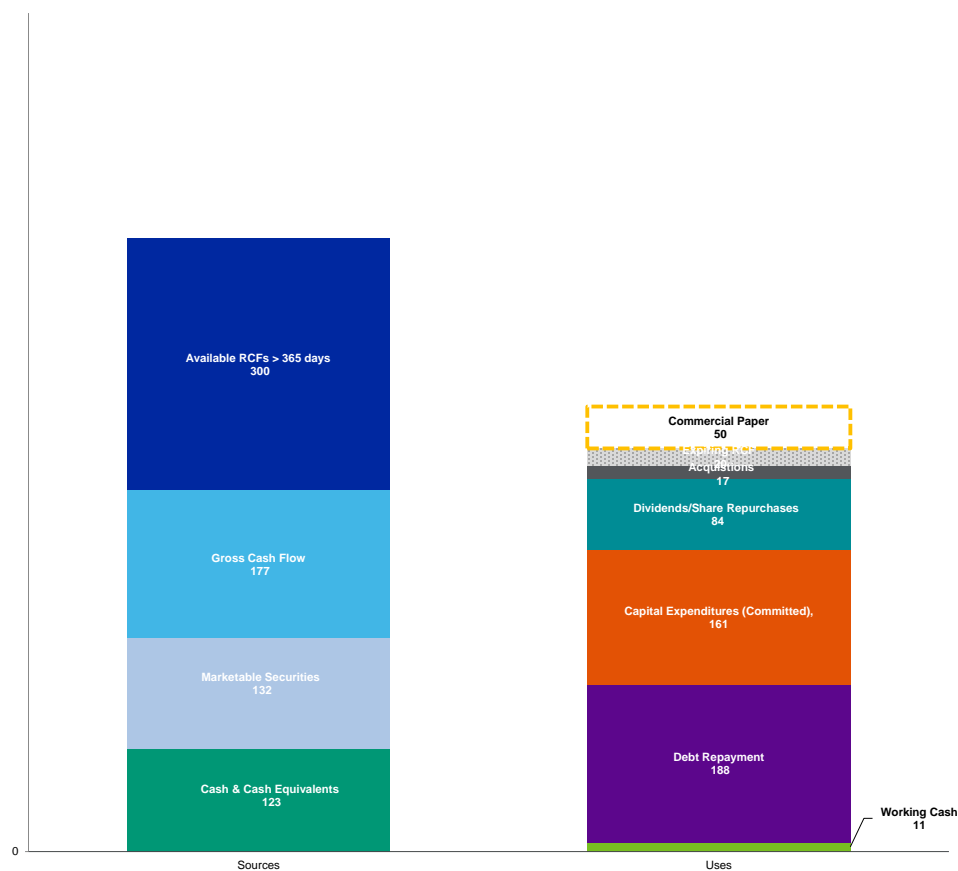 Available RCFs > 365 days
300
Gross Cash Flow
177
Marketable Securities
132
Cash & Cash Equivalents
123
Commercial Paper
50
Expiring RCF
Acquistions
17
Dividends/Share Repurchases
84
Capital Expenditures (Committed),
161
Debt Repayment
188
Working Cash
11
0
Sources
Uses